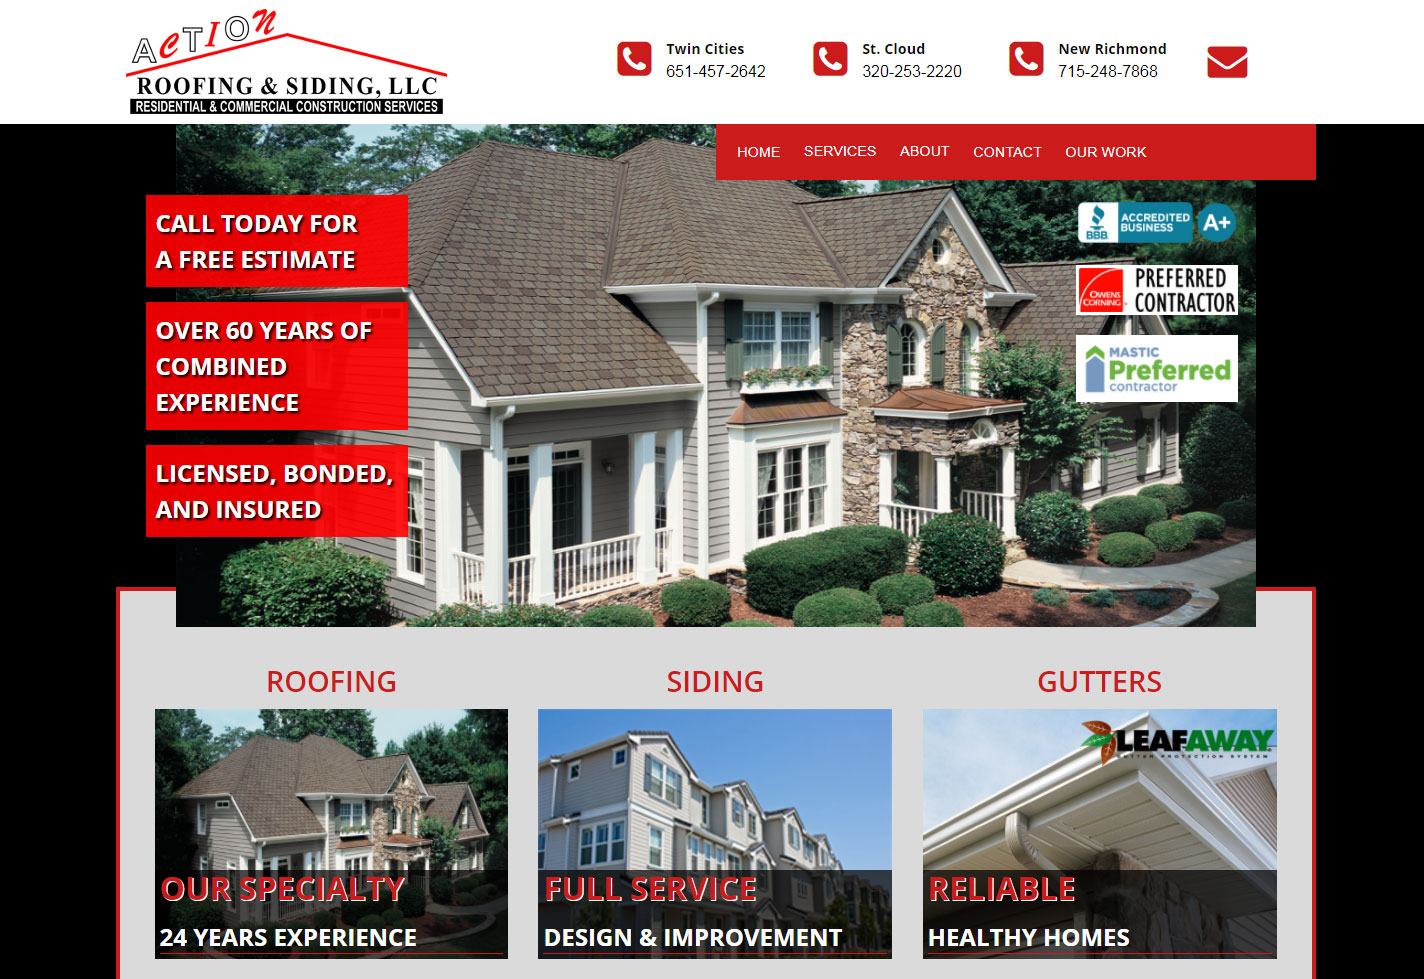 ACTION
ROOFING & SIDING, LLC
RESIDENTIAL & COMMERCIAL CONSTRUCTION SERVICES
Twin Cities
651-457-2642
St. Cloud
320-253-2220
New Richmond
715-248-7868
HOME SERVICES ABOUT CONTACT OUR WORK
CALL TODAY FOR
A FREE ESTIMATE
OVER 60 YEARS OF
COMBINED
EXPERIENCE
LICENSED, BONDED,
AND INSURED
BBB
ACCREDITED
BUSINESS
A+
OWENS
CORNING
PREFERRED
CONTRACTOR
MASTIC
Preferred
contractor
ROOFING
OUR SPECIALTY
24 YEARS EXPERIENCE
SIDING
FULL SERVICE
DESIGN & IMPROVEMENT
GUTTERS
LEAFAWAY
GUTTER PROTECTION SYSTEM
RELIABLE
HEALTHY HOMES